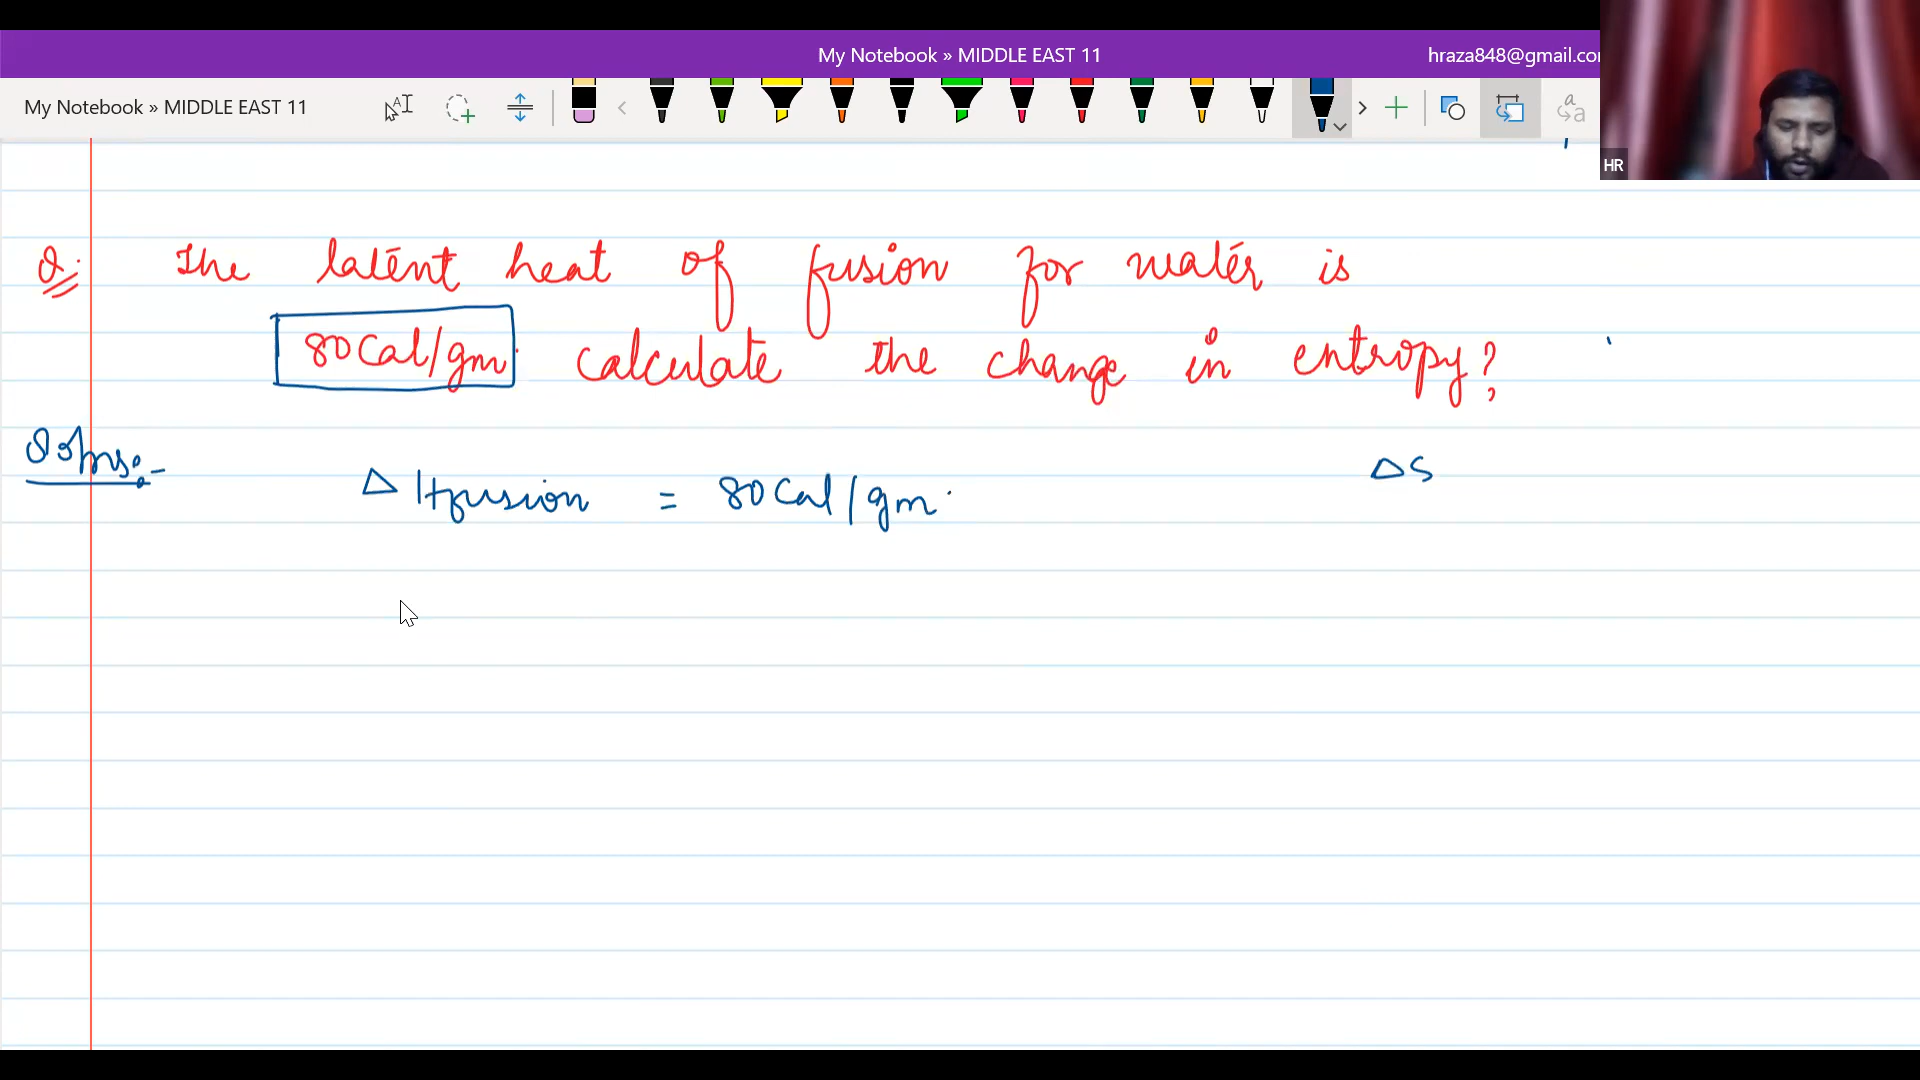 My Notebook » MIDDLE EAST 11
hraza848@gmail.co
My Notebook » MIDDLE EAST 11
HR
Q:. The latent heat of fusion for water is
80 Cal/gm. calculate the change in entropy?
ΔS
ΔHfusion = 80 Cal/gm.